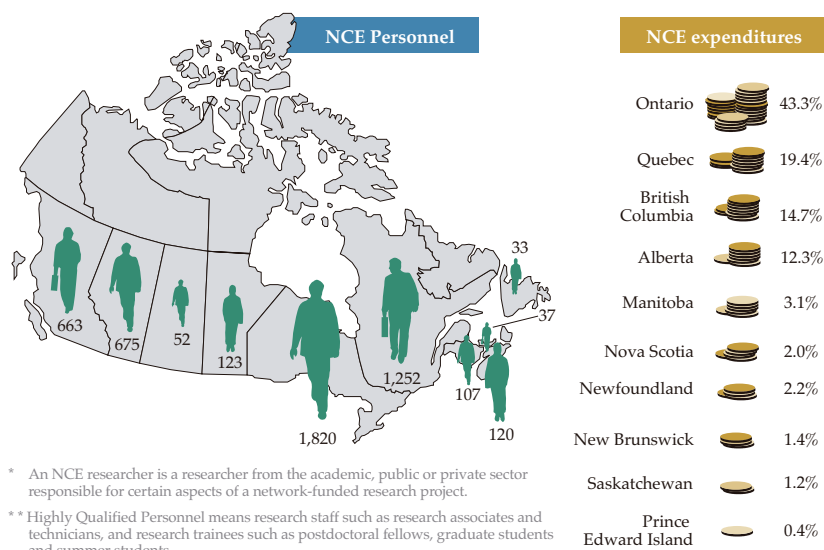 NCE Personnel
33
37
663
675
52
123
1,252
107
1,820
120
* An NCE researcher is a researcher from the academic, public or private sector
responsible for certain aspects of a network-funded research project.
* * Highly Qualified Personnel means research staff such as research associates and
technicians, and research trainees such as postdoctoral fellows, graduate students
and summer students.
NCE expenditures
Ontario 43.3%
Quebec 19.4%
British
Columbia 14.7%
Alberta 12.3%
Manitoba 3.1%
Nova Scotia 2.0%
Newfoundland 2.2%
New Brunswick 1.4%
Saskatchewan 1.2%
Prince
Edward Island 0.4%